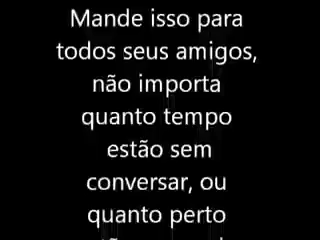 Mande isso para
todos seus amigos,
não importa
quanto tempo
estão sem
conversar, ou
quanto perto